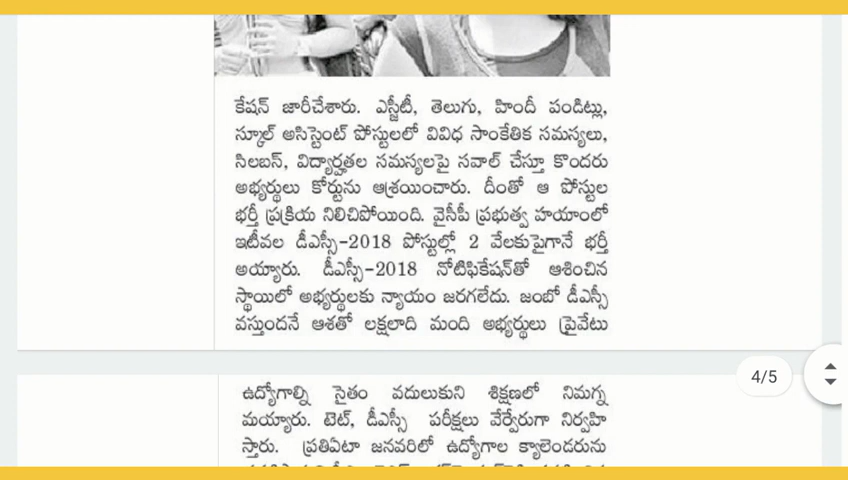 కేషన్ జారీచేశారు. ఎస్జీటీ, తెలుగు, హిందీ పండిట్లు,
స్కూల్ అసిస్టెంట్ పోస్టులలో వివిధ సాంకేతిక సమస్యలు,
సిలబస్, విద్యార్హతల సమస్యలపై సవాల్ చేస్తూ కొందరు
అభ్యర్థులు కోర్టును ఆశ్రయించారు. దీంతో ఆ పోస్టుల
భర్తీ ప్రక్రియ నిలిచిపోయింది. వైసీపీ ప్రభుత్వ హయాంలో
ఇటీవల డీఎస్సీ-2018 పోస్టుల్లో 2 వేలకుపైగానే భర్తీ
అయ్యారు. డీఎస్సీ-2018 నోటిఫికేషన్‌తో ఆశించిన
స్థాయిలో అభ్యర్థులకు న్యాయం జరగలేదు. జంబో డీఎస్సీ
వస్తుందనే ఆశతో లక్షలాది మంది అభ్యర్థులు ప్రైవేటు
4/5
ఉద్యోగాల్ని సైతం వదులుకుని శిక్షణలో నిమగ్న
మయ్యారు. టెట్, డీఎస్సీ పరీక్షలు వేర్వేరుగా నిర్వహి
స్తారు. ప్రతిఏటా జనవరిలో ఉద్యోగాల క్యాలెండరును